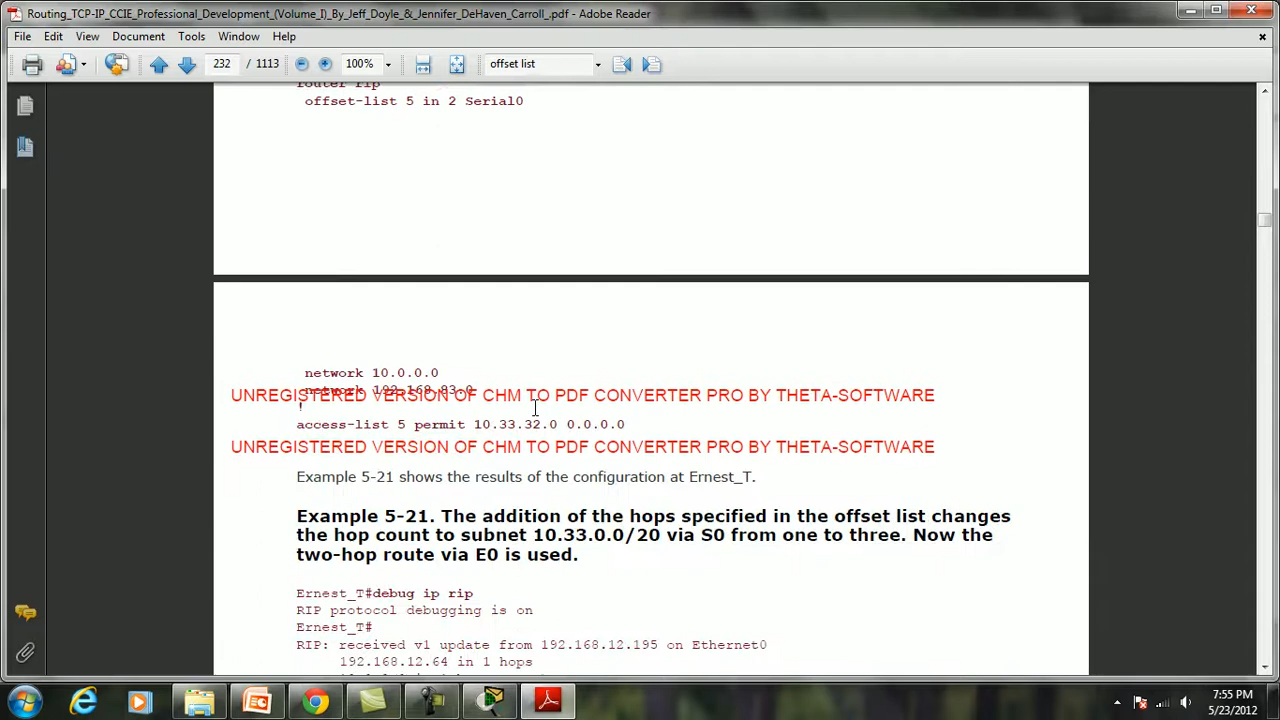 Routing_TCP-IP_CCIE_Professional_Development_(Volume_I)_By_Jeff_Doyle_&_Jennifer_DeHaven_Carroll_.pdf - Adobe Reader
File Edit View Document Tools Window Help
232 / 1113 100% offset list
router rip
offset-list 5 in 2 Serial0
network 10.0.0.0
network 192.168.83.0
UNREGISTERED VERSION OF CHM TO PDF CONVERTER PRO BY THETA-SOFTWARE
!
access-list 5 permit 10.33.32.0 0.0.0.0
UNREGISTERED VERSION OF CHM TO PDF CONVERTER PRO BY THETA-SOFTWARE
Example 5-21 shows the results of the configuration at Ernest_T.
Example 5-21. The addition of the hops specified in the offset list changes
the hop count to subnet 10.33.0.0/20 via S0 from one to three. Now the
two-hop route via E0 is used.
Ernest_T#debug ip rip
RIP protocol debugging is on
Ernest_T#
RIP: received v1 update from 192.168.12.195 on Ethernet0
192.168.12.64 in 1 hops
7:55 PM
5/23/2012